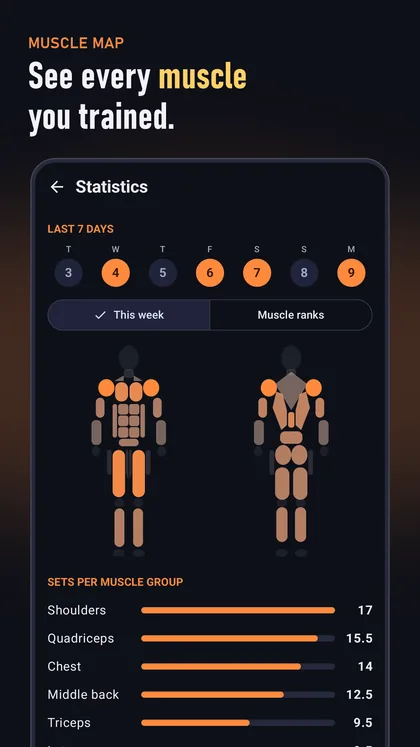 MUSCLE MAP
See every muscle
you trained.
Statistics
LAST 7 DAYS
T W T F S S M
3 4 5 6 7 8 9
This week Muscle ranks
SETS PER MUSCLE GROUP
Shoulders 17
Quadriceps 15.5
Chest 14
Middle back 12.5
Triceps 9.5